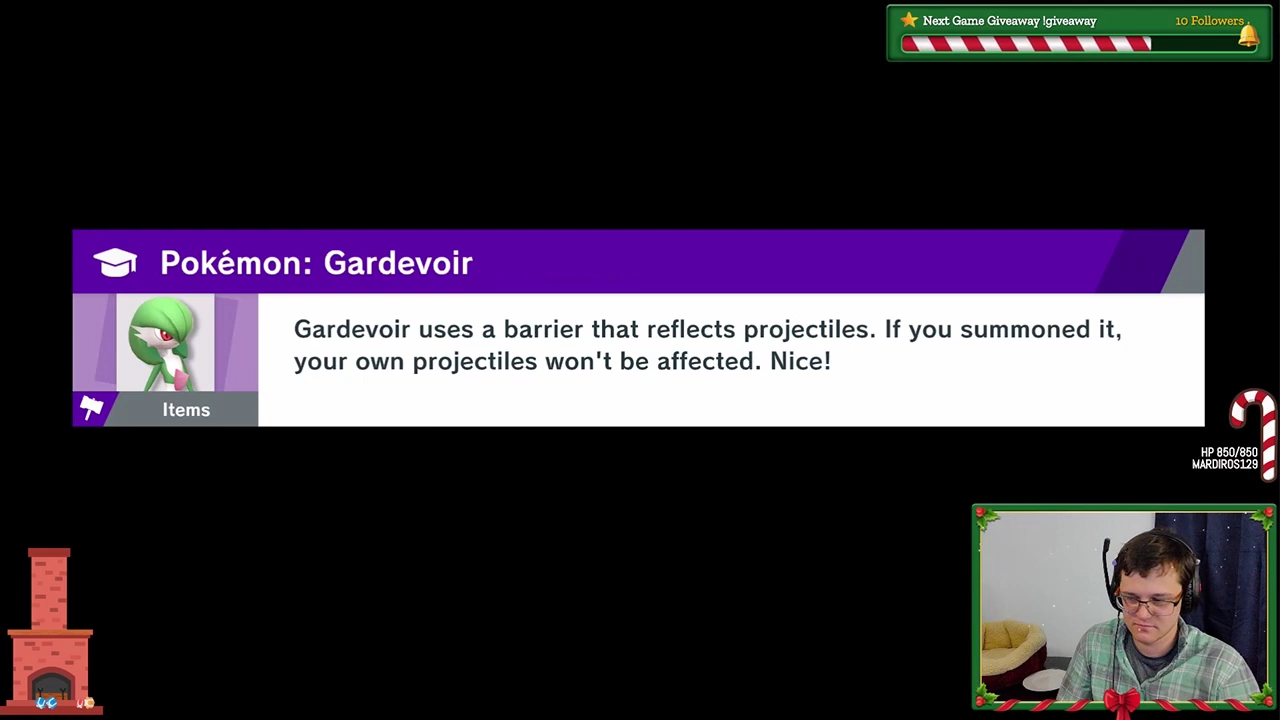 Next Game Giveaway !giveaway
10 Followers
Pokémon: Gardevoir
Gardevoir uses a barrier that reflects projectiles. If you summoned it,
your own projectiles won't be affected. Nice!
Items
HP 850/850
MARDIROS129